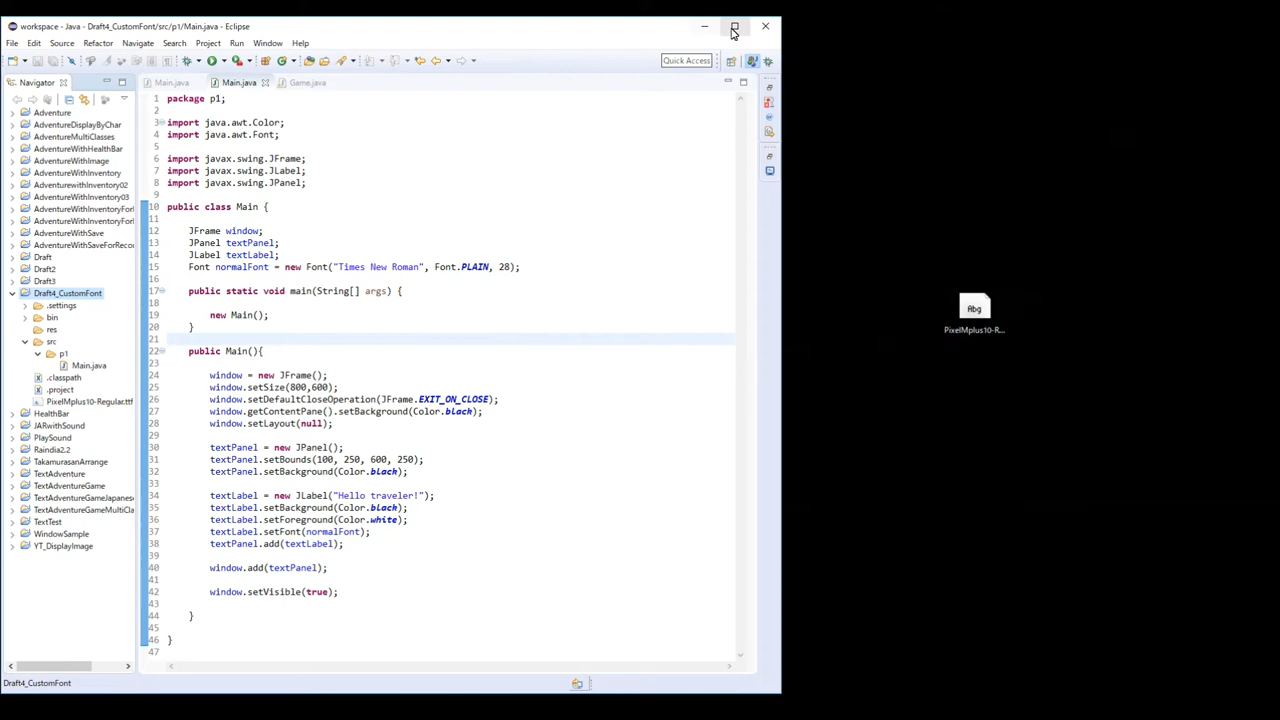 workspace - Java - Draft4_CustomFont/src/p1/Main.java - Eclipse
File Edit Source Refactor Navigate Search Project Run Window Help
Quick Access
Navigator
Main.java
Main.java
Game.java
Adventure
AdventureDisplayByChar
AdventureMultiClasses
AdventureWithHealthBar
AdventureWithImage
AdventureWithInventory
AdventurewithInventory02
AdventureWithInventory03
AdventureWithInventoryFor
AdventureWithInventoryFor
AdventureWithSave
AdventureWithSaveForReco
Draft
Draft2
Draft3
Draft4_CustomFont
.settings
bin
res
src
p1
Main.java
.classpath
.project
PixelMplus10-Regular.ttf
HealthBar
JARwithSound
PlaySound
Raindia2.2
TakamurasanArrange
TextAdventure
TextAdventureGame
TextAdventureGameJapanes
TextAdventureGameMultiCla
TextTest
WindowSample
YT_DisplayImage
1 package p1;
2
3 import java.awt.Color;
4 import java.awt.Font;
5
6 import javax.swing.JFrame;
7 import javax.swing.JLabel;
8 import javax.swing.JPanel;
9
10 public class Main {
11
12 JFrame window;
13 JPanel textPanel;
14 JLabel textLabel;
15 Font normalFont = new Font("Times New Roman", Font.PLAIN, 28);
16
17 public static void main(String[] args) {
18
19 new Main();
20 }
21
22 public Main(){
23
24 window = new JFrame();
25 window.setSize(800,600);
26 window.setDefaultCloseOperation(JFrame.EXIT_ON_CLOSE);
27 window.getContentPane().setBackground(Color.black);
28 window.setLayout(null);
29
30 textPanel = new JPanel();
31 textPanel.setBounds(100, 250, 600, 250);
32 textPanel.setBackground(Color.black);
33
34 textLabel = new JLabel("Hello traveler!");
35 textLabel.setBackground(Color.black);
36 textLabel.setForeground(Color.white);
37 textLabel.setFont(normalFont);
38 textPanel.add(textLabel);
39
40 window.add(textPanel);
41
42 window.setVisible(true);
43
44 }
45
46 }
47
Draft4_CustomFont
Abg
PixelMplus10-R...